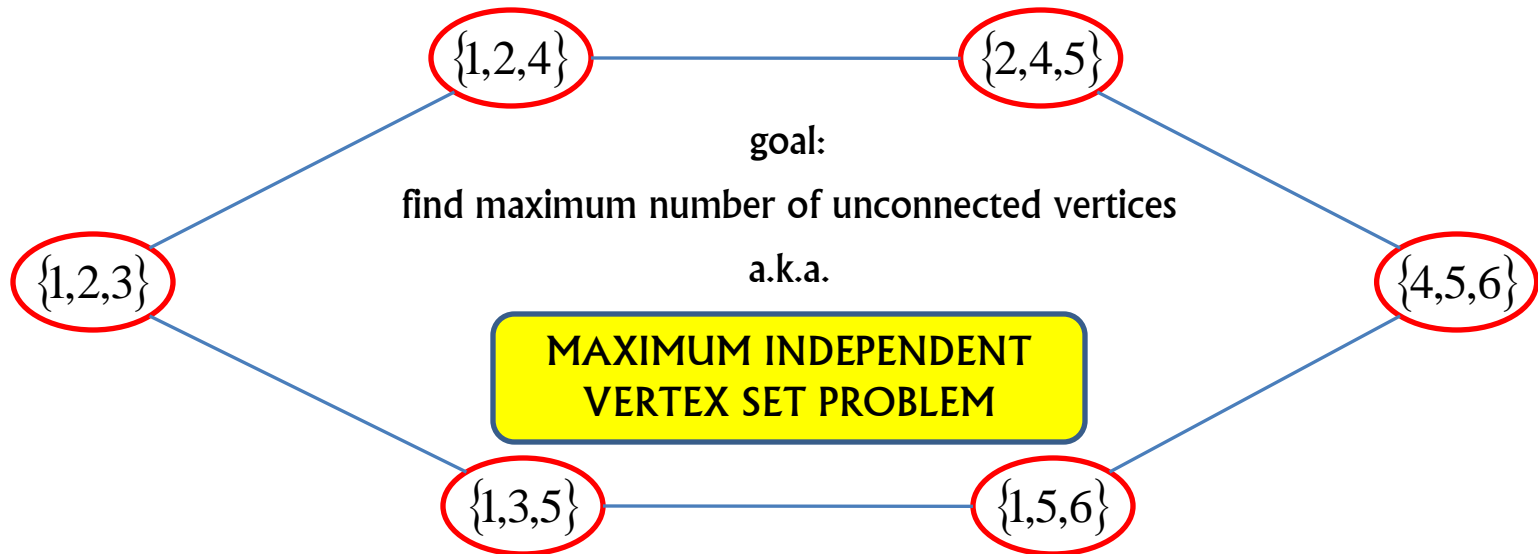 {1,2,4} {2,4,5}
goal:
find maximum number of unconnected vertices
{1,2,3} a.k.a. {4,5,6}
MAXIMUM INDEPENDENT
VERTEX SET PROBLEM
{1,3,5} {1,5,6}